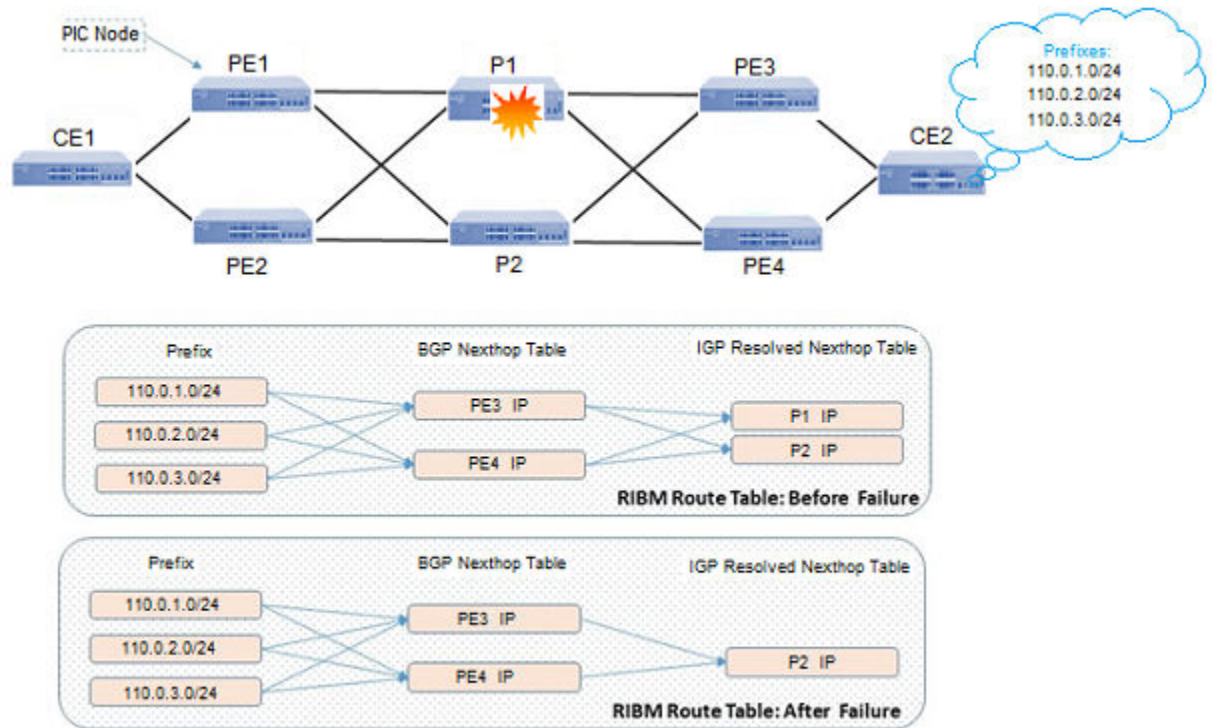 PIC Node
PE1
P1
PE3
Prefixes:
110.0.1.0/24
110.0.2.0/24
110.0.3.0/24
CE1
CE2
PE2
P2
PE4
Prefix
BGP Nexthop Table
IGP Resolved Nexthop Table
110.0.1.0/24
110.0.2.0/24
110.0.3.0/24
PE3 IP
PE4 IP
P1 IP
P2 IP
RIBM Route Table: Before Failure
Prefix
BGP Nexthop Table
IGP Resolved Nexthop Table
110.0.1.0/24
110.0.2.0/24
110.0.3.0/24
PE3 IP
PE4 IP
P2 IP
RIBM Route Table: After Failure